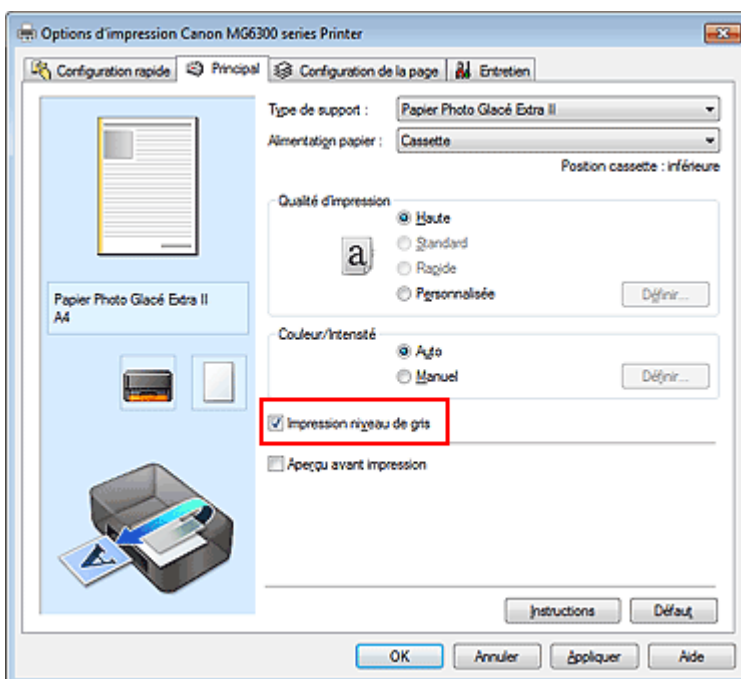 Options d'impression Canon MG6300 series Printer
Configuration rapide Principal Configuration de la page Entretien
Type de support : Papier Photo Glacé Extra II
Alimentation papier : Cassette
Position cassette : inférieure
Qualité d'impression
Haute
Standard
Rapide
Personnalisée Définir...
a
Papier Photo Glacé Extra II
A4
Couleur/Intensité
Auto
Manuel Définir...
Impression niveau de gris
Aperçu avant impression
A
Instructions Défaut
OK Annuler Appliquer Aide